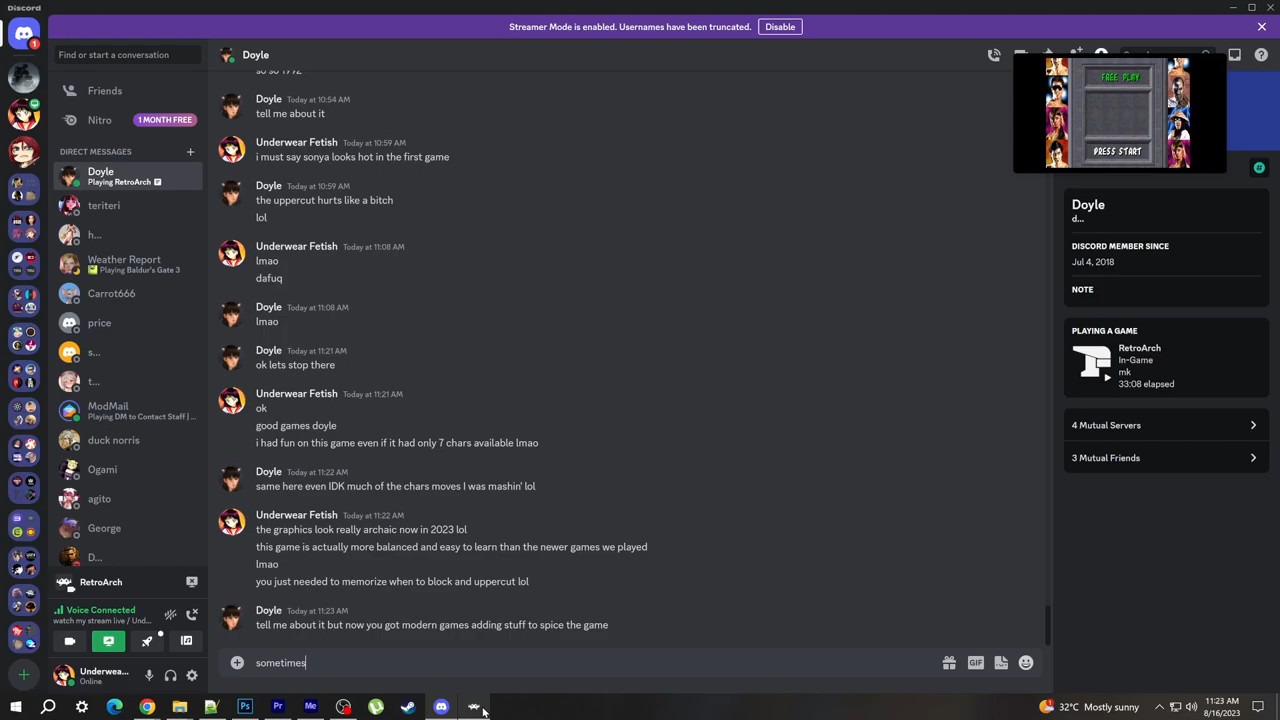 Discord
Streamer Mode is enabled. Usernames have been truncated.
Disable
Find or start a conversation
Doyle
Friends
Nitro
1 MONTH FREE
DIRECT MESSAGES
Doyle
Playing RetroArch
teriteri
h...
Weather Report
Playing Baldur's Gate 3
Carrot666
price
s...
t...
ModMail
Playing DM to Contact Staff | ...
duck norris
Ogami
agito
George
D...
RetroArch
Voice Connected
watch my stream live / Und...
Underwea...
Online
1
Doyle Today at 10:54 AM
tell me about it
Underwear Fetish Today at 10:59 AM
i must say sonya looks hot in the first game
Doyle Today at 10:59 AM
the uppercut hurts like a bitch
lol
Underwear Fetish Today at 11:08 AM
lmao
dafuq
Doyle Today at 11:08 AM
lmao
Doyle Today at 11:21 AM
ok lets stop there
Underwear Fetish Today at 11:21 AM
ok
good games doyle
i had fun on this game even if it had only 7 chars available lmao
Doyle Today at 11:22 AM
same here even IDK much of the chars moves I was mashin' lol
Underwear Fetish Today at 11:22 AM
the graphics look really archaic now in 2023 lol
this game is actually more balanced and easy to learn than the newer games we played
lmao
you just needed to memorize when to block and uppercut lol
Doyle Today at 11:23 AM
tell me about it but now you got modern games adding stuff to spice the game
sometimes
GIF
FREE PLAY
PRESS START
Doyle
d...
DISCORD MEMBER SINCE
Jul 4, 2018
NOTE
PLAYING A GAME
RetroArch
In-Game
mk
33:08 elapsed
4 Mutual Servers
3 Mutual Friends
Ps
Pr
Me
1
32°C Mostly sunny
11:23 AM
8/16/2023